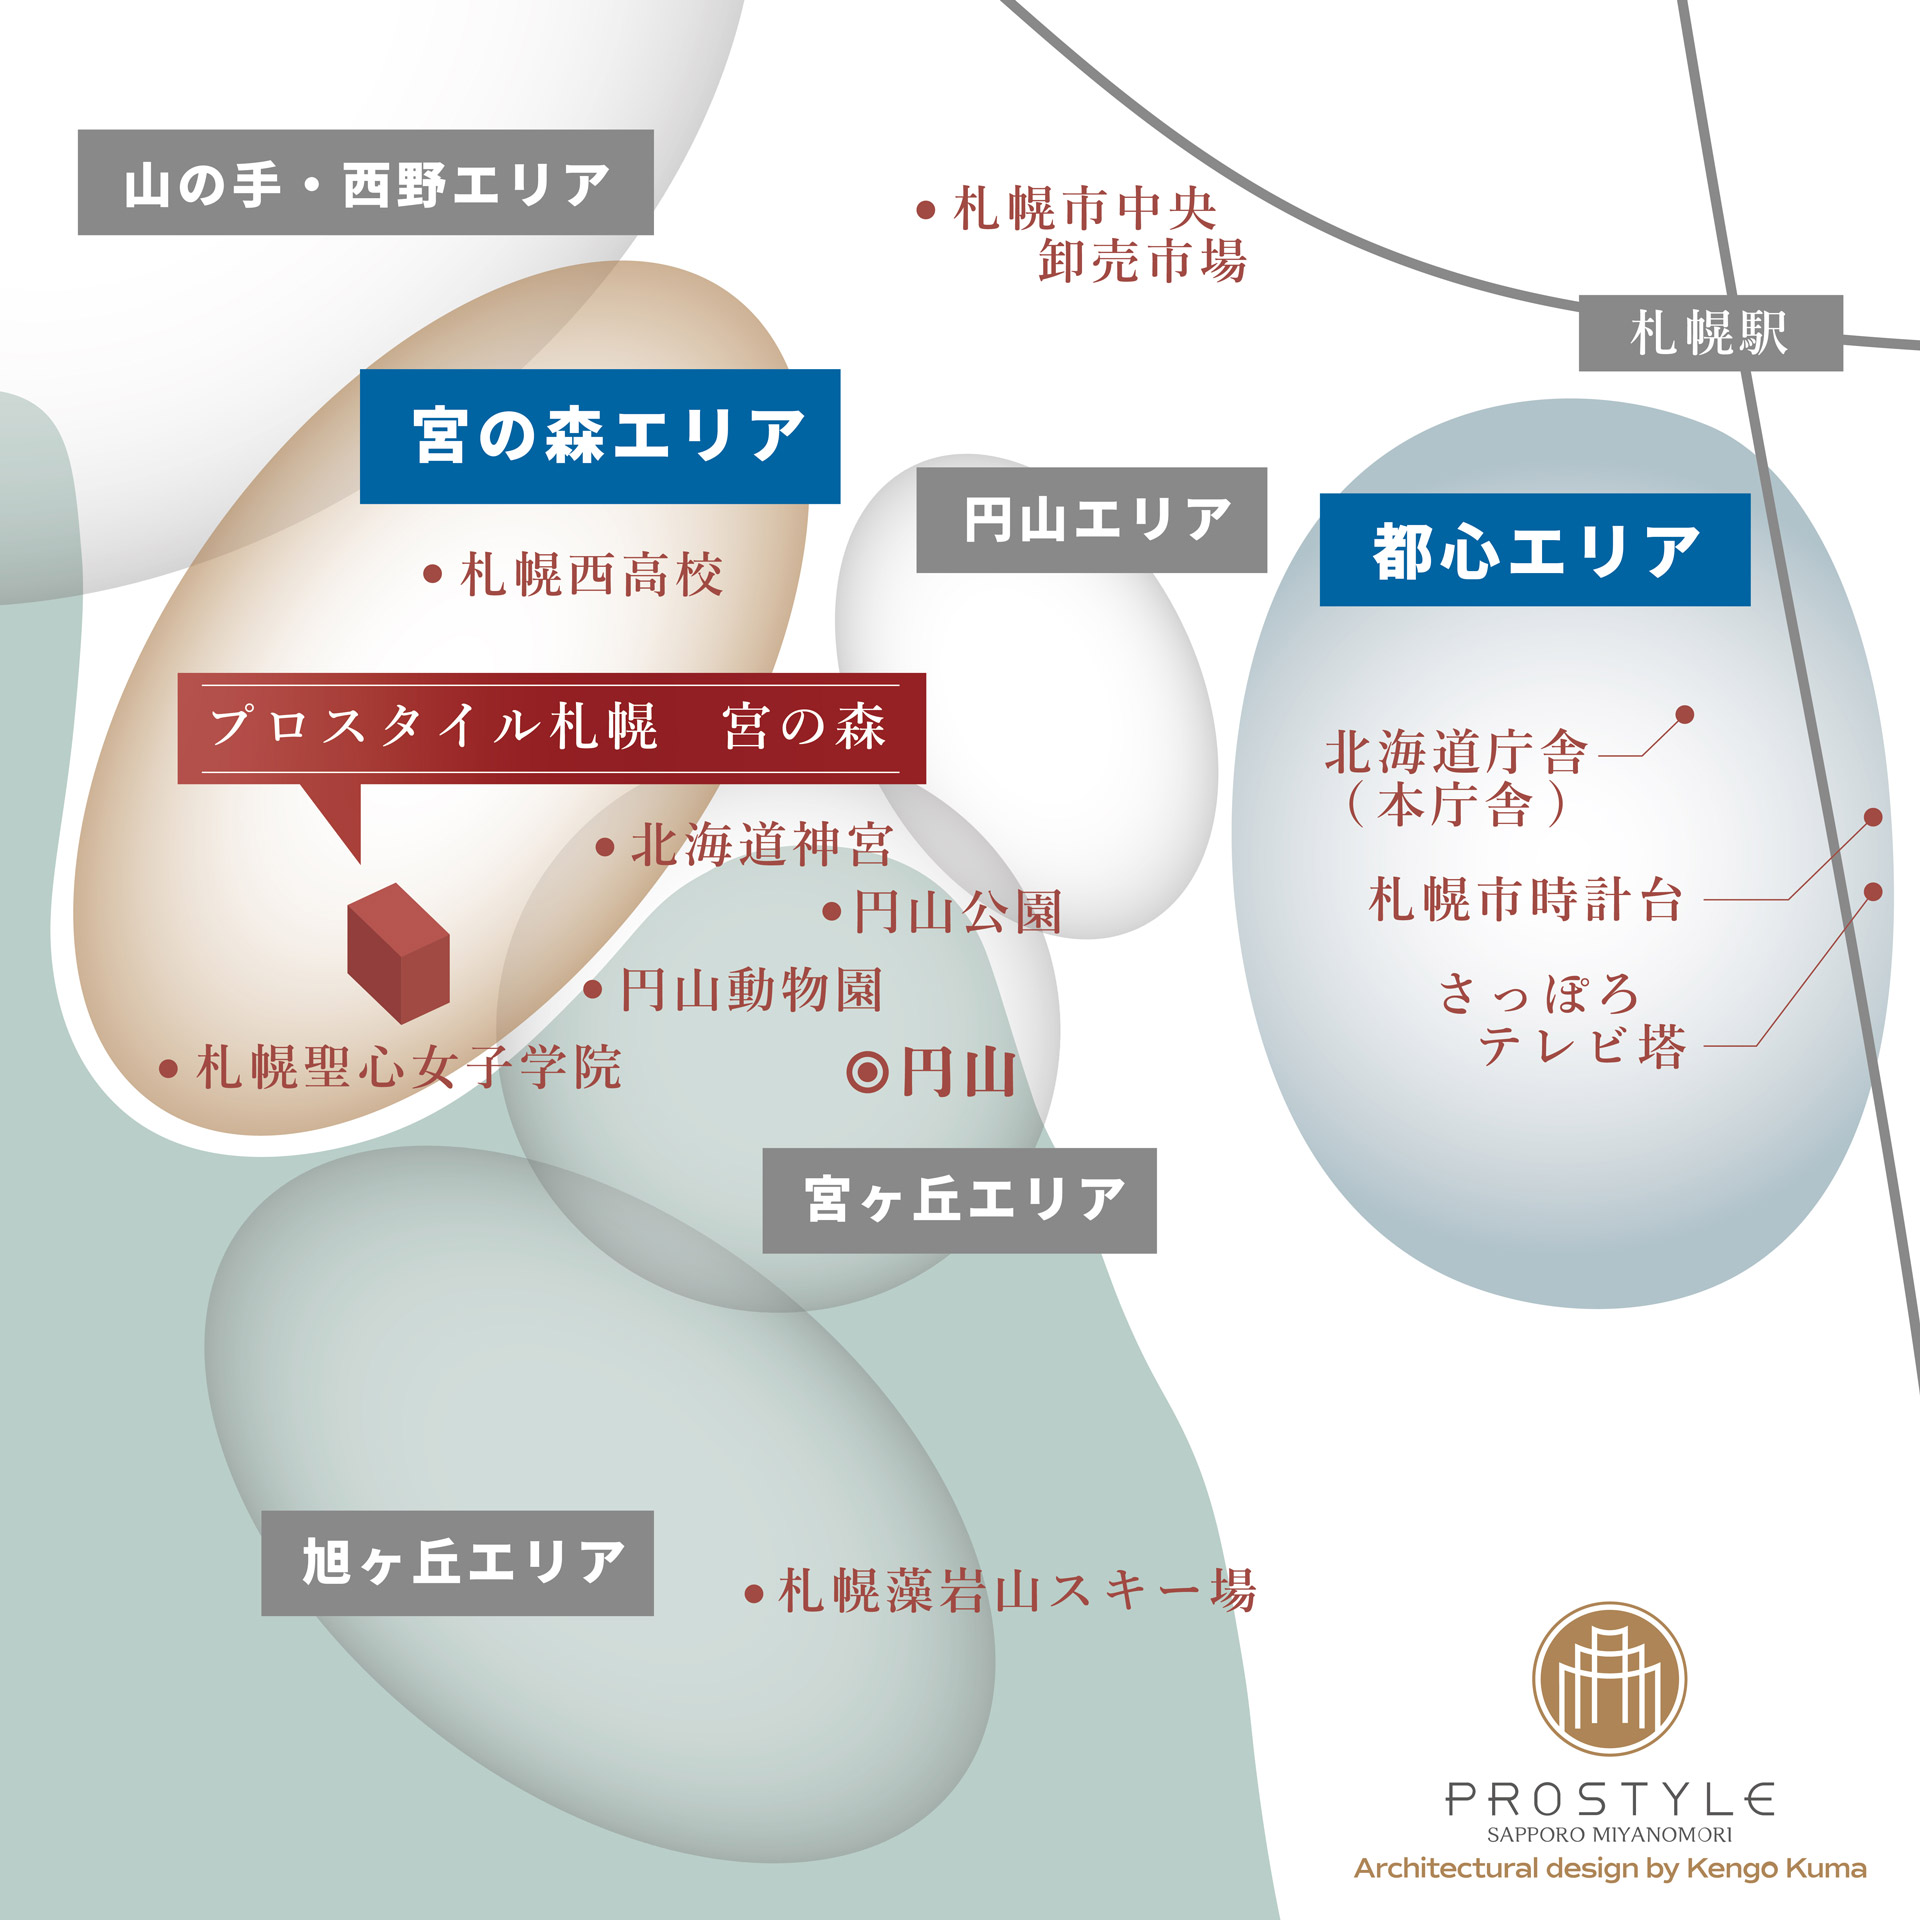 山の手・西野エリア
札幌市中央
卸売市場
札幌駅
宮の森エリア
円山エリア
都心エリア
札幌西高校
プロスタイル札幌　宮の森
北海道庁舎
（本庁舎）
北海道神宮
円山公園
札幌市時計台
円山動物園
さっぽろ
テレビ塔
札幌聖心女子学院
円山
宮ヶ丘エリア
旭ヶ丘エリア
札幌藻岩山スキー場
PROSTYLE
SAPPORO MIYANOMORI
Architectural design by Kengo Kuma